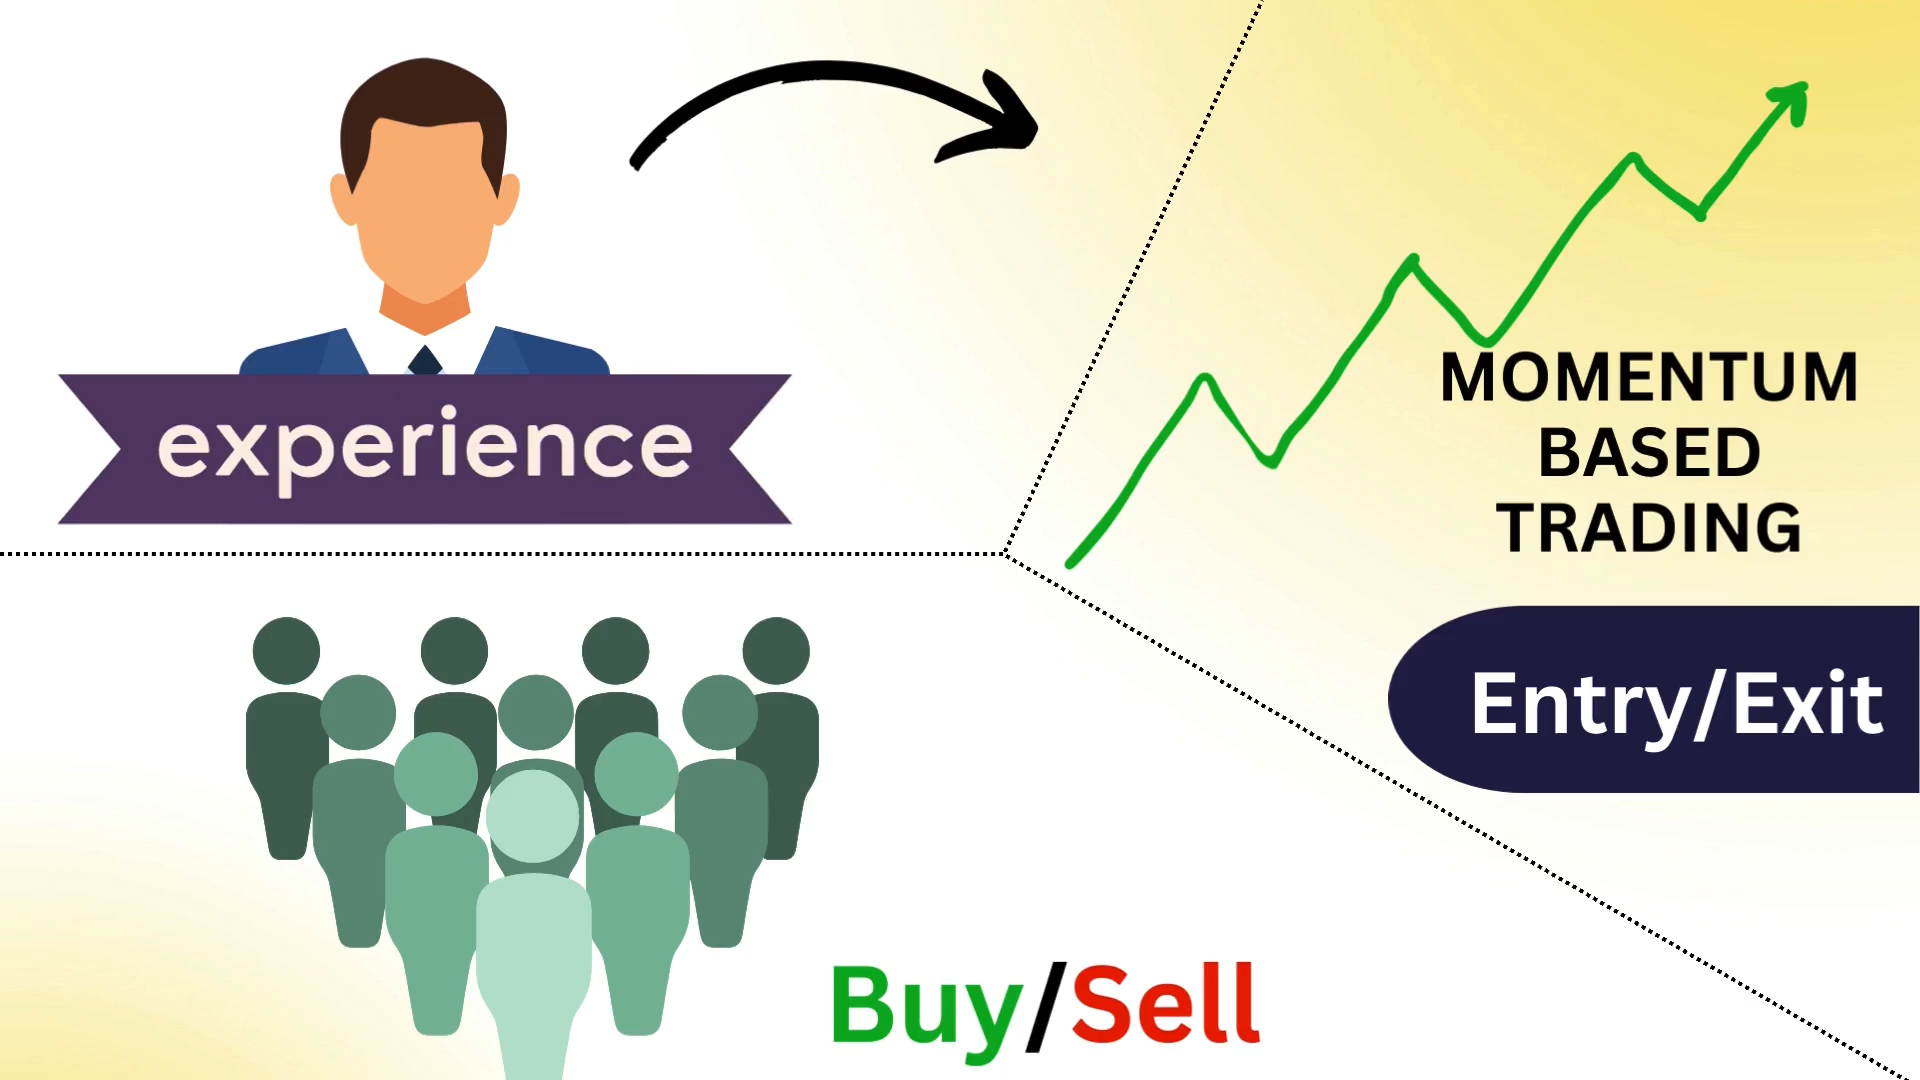 experience
MOMENTUM
BASED
TRADING
Entry/Exit
Buy/Sell